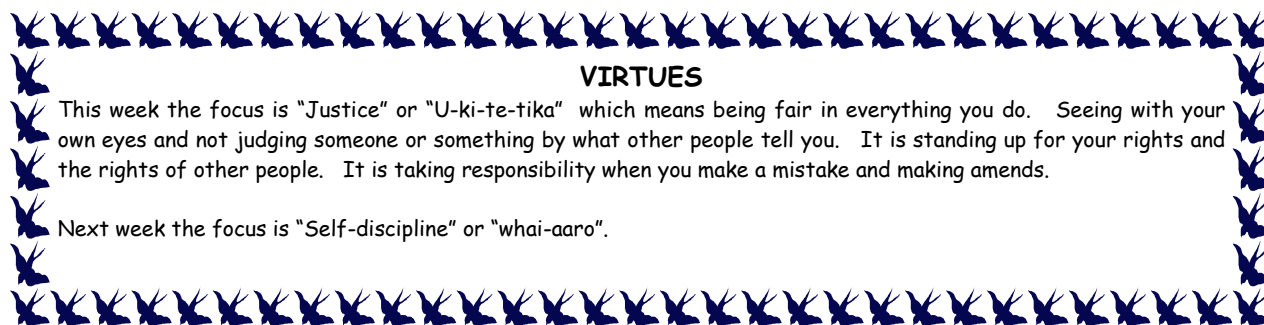 VIRTUES
This week the focus is “Justice” or “U-ki-te-tika”  which means being fair in everything you do.   Seeing with your
own eyes and not judging someone or something by what other people tell you.   It is standing up for your rights and
the rights of other people.   It is taking responsibility when you make a mistake and making amends.
Next week the focus is “Self-discipline” or “whai-aaro”.